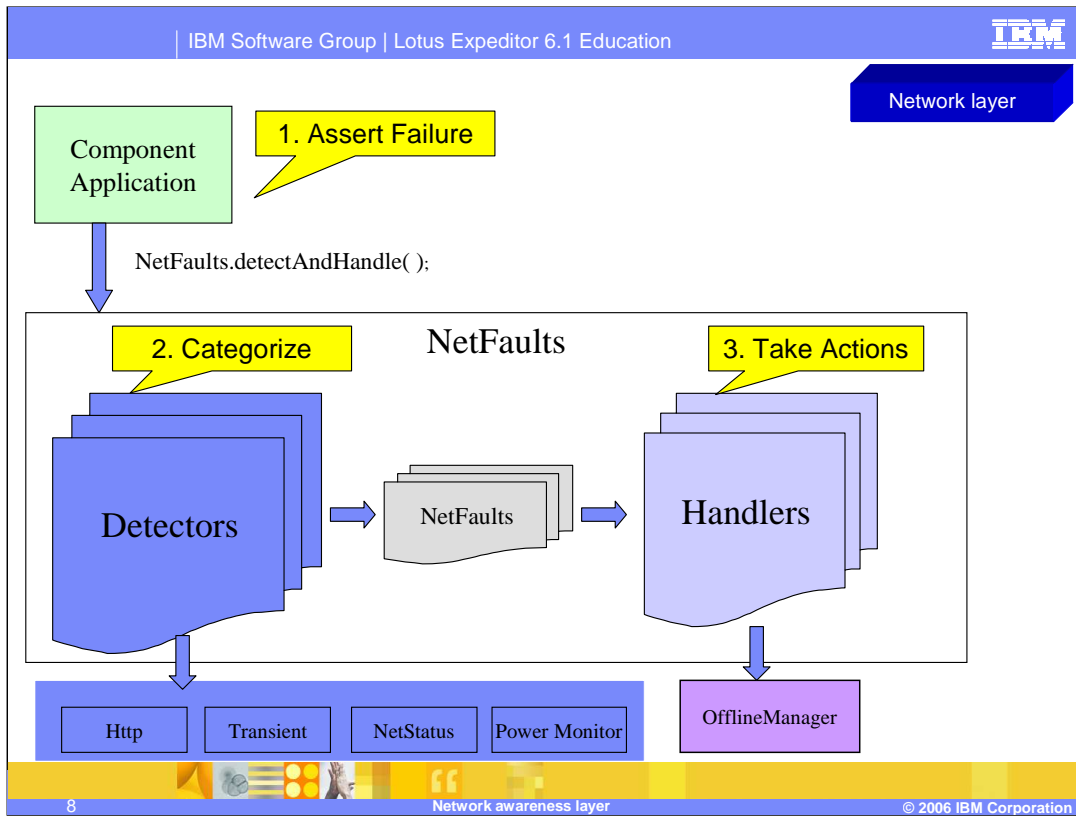 IBM Software Group | Lotus Expeditor 6.1 Education
IBM
Network layer
1. Assert Failure
Component
Application
NetFaults.detectAndHandle( );
2. Categorize
NetFaults
3. Take Actions
Detectors
NetFaults
Handlers
Http
Transient
NetStatus
Power Monitor
OfflineManager
8
Network awareness layer
© 2006 IBM Corporation